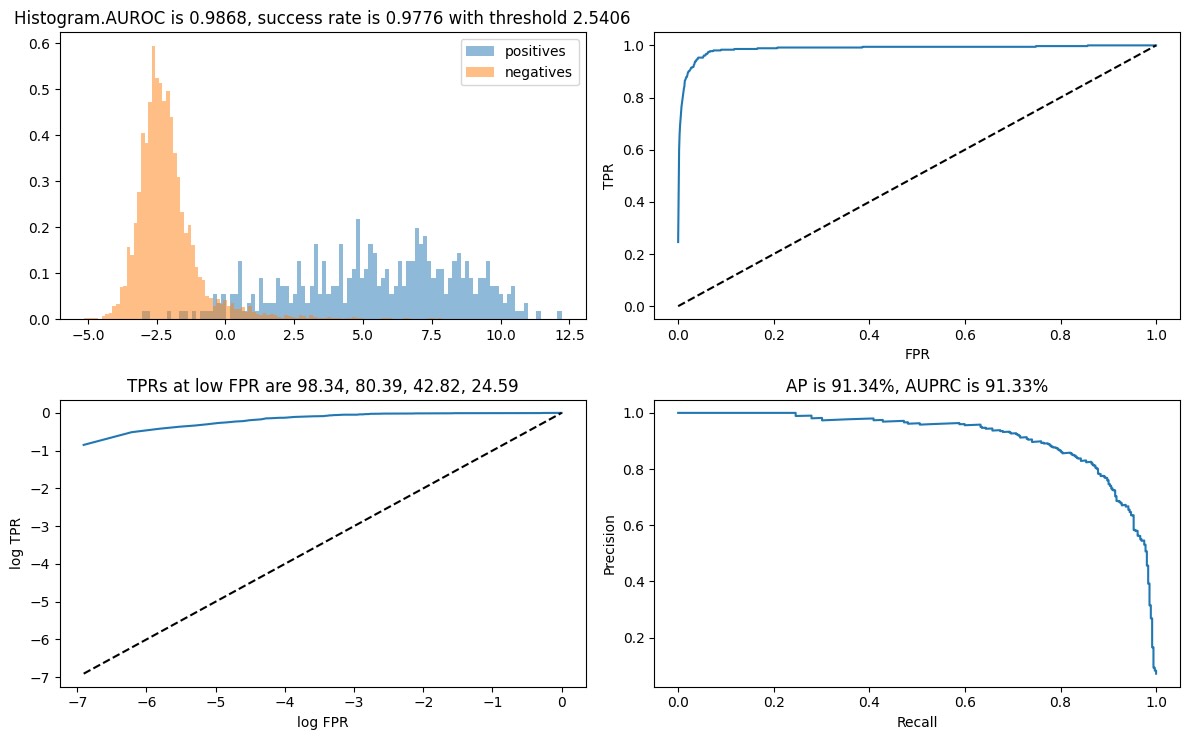 Histogram.AUROC is 0.9868, success rate is 0.9776 with threshold 2.5406
0.6
0.5
0.4
0.3
0.2
0.1
0.0
positives
negatives
−5.0 −2.5 0.0 2.5 5.0 7.5 10.0 12.5
TPR
1.0
0.8
0.6
0.4
0.2
0.0
0.0 0.2 0.4 0.6 0.8 1.0
FPR
TPRs at low FPR are 98.34, 80.39, 42.82, 24.59
log TPR
0
−1
−2
−3
−4
−5
−6
−7
−7 −6 −5 −4 −3 −2 −1 0
log FPR
AP is 91.34%, AUPRC is 91.33%
Precision
1.0
0.8
0.6
0.4
0.2
0.0 0.2 0.4 0.6 0.8 1.0
Recall